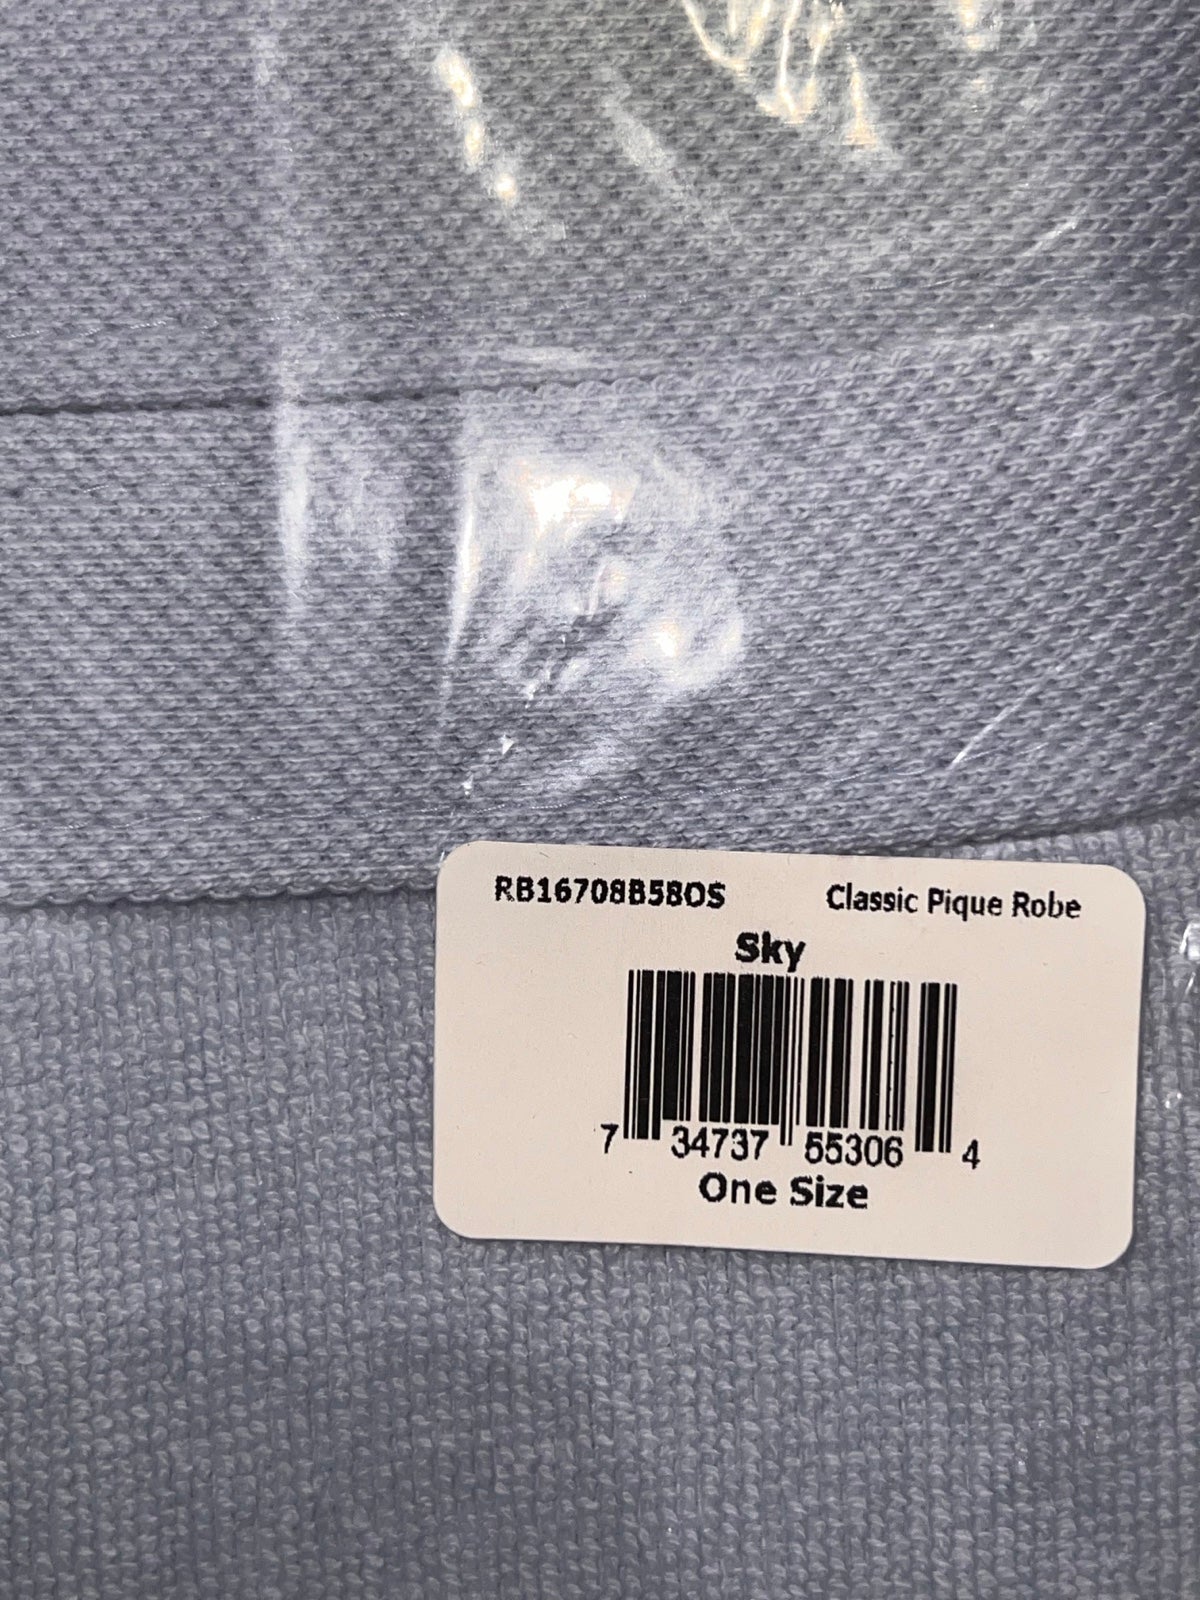 RB16708B58OS Classic Pique Robe
Sky
7 34737 55306 4
One Size